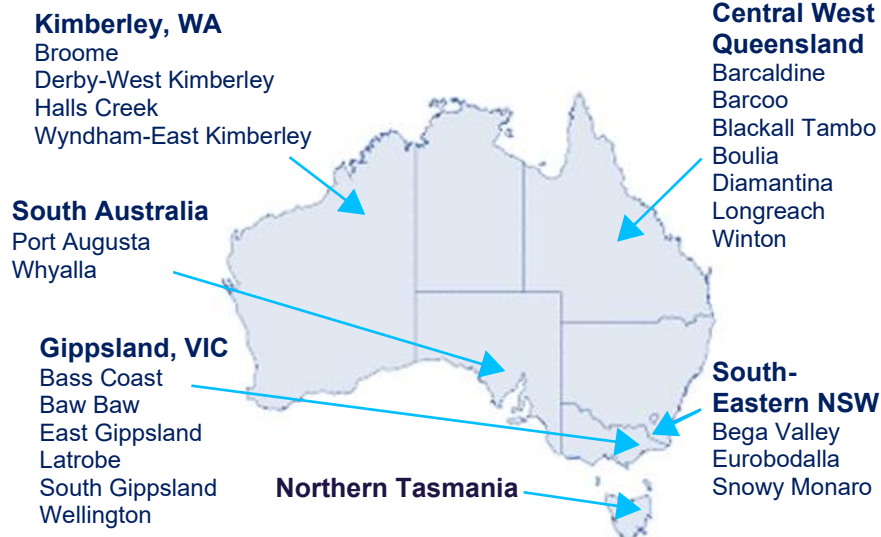 Kimberley, WA
Broome
Derby-West Kimberley
Halls Creek
Wyndham-East Kimberley
Central West
Queensland
Barcaldine
Barcoo
Blackall Tambo
Boulia
Diamantina
Longreach
Winton
South Australia
Port Augusta
Whyalla
Gippsland, VIC
Bass Coast
Baw Baw
East Gippsland
Latrobe
South Gippsland
Wellington
South-
Eastern NSW
Bega Valley
Eurobodalla
Snowy Monaro
Northern Tasmania